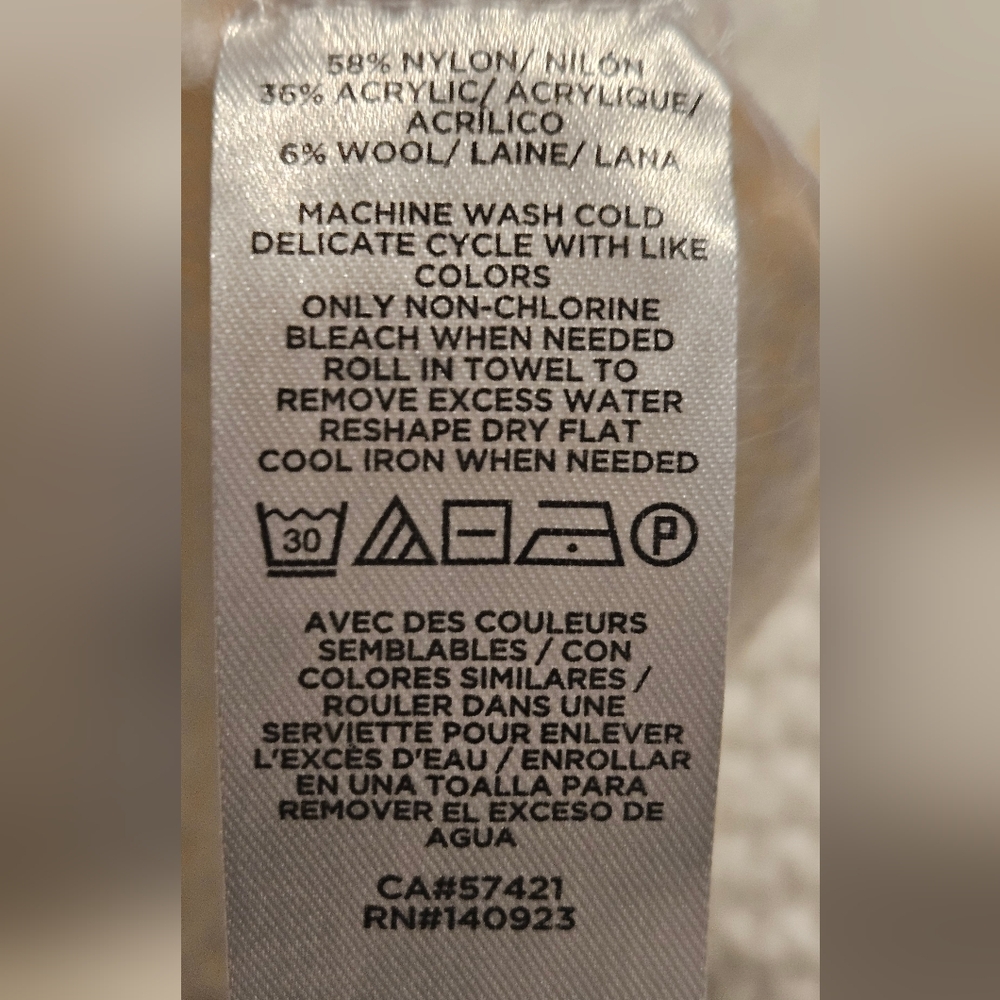 58% NYLON/ NILÓN
36% ACRYLIC/ ACRYLIQUE/
ACRÍLICO
6% WOOL/ LAINE/ LANA
MACHINE WASH COLD
DELICATE CYCLE WITH LIKE
COLORS
ONLY NON-CHLORINE
BLEACH WHEN NEEDED
ROLL IN TOWEL TO
REMOVE EXCESS WATER
RESHAPE DRY FLAT
COOL IRON WHEN NEEDED
30 P
AVEC DES COULEURS
SEMBLABLES / CON
COLORES SIMILARES /
ROULER DANS UNE
SERVIETTE POUR ENLEVER
L'EXCÈS D'EAU / ENROLLAR
EN UNA TOALLA PARA
REMOVER EL EXCESO DE
AGUA
CA#57421
RN#140923